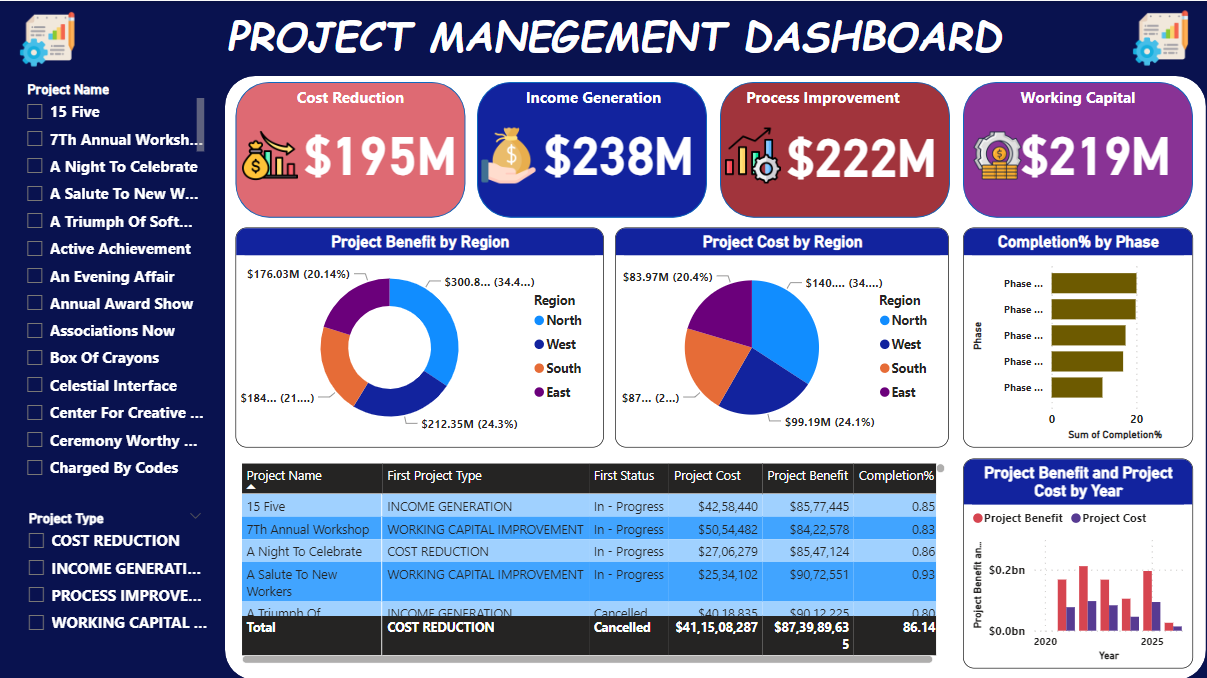 PROJECT MANEGEMENT DASHBOARD
Project Name
15 Five
7Th Annual Worksh...
A Night To Celebrate
A Salute To New W...
A Triumph Of Soft...
Active Achievement
An Evening Affair
Annual Award Show
Associations Now
Box Of Crayons
Celestial Interface
Center For Creative ...
Ceremony Worthy ...
Charged By Codes
Project Type
COST REDUCTION
INCOME GENERATI...
PROCESS IMPROVE...
WORKING CAPITAL ...
Cost Reduction
$195M
Income Generation
$238M
Process Improvement
$222M
Working Capital
$219M
Project Benefit by Region
$176.03M (20.14%)
$300.8... (34.4...)
$184... (21....)
$212.35M (24.3%)
Region
North
West
South
East
Project Cost by Region
$83.97M (20.4%)
$140.... (34....)
$87... (2...)
$99.19M (24.1%)
Region
North
West
South
East
Completion% by Phase
Phase
Phase ...
Phase ...
Phase ...
Phase ...
Phase ...
0 20
Sum of Completion%
Project Name First Project Type First Status Project Cost Project Benefit Completion%
15 Five INCOME GENERATION In - Progress $42,58,440 $85,77,445 0.85
7Th Annual Workshop WORKING CAPITAL IMPROVEMENT In - Progress $50,54,482 $84,22,578 0.83
A Night To Celebrate COST REDUCTION In - Progress $27,06,279 $85,47,124 0.86
A Salute To New WORKING CAPITAL IMPROVEMENT In - Progress $25,34,102 $90,72,551 0.93
Workers
A Triumph Of INCOME GENERATION Cancelled $40,18,835 $90,12,225 0.80
Total COST REDUCTION Cancelled $41,15,08,287 $87,39,89,63 86.14
5
Project Benefit and Project
Cost by Year
Project Benefit Project Cost
Project Benefit an...
$0.2bn
$0.0bn
2020 2025
Year